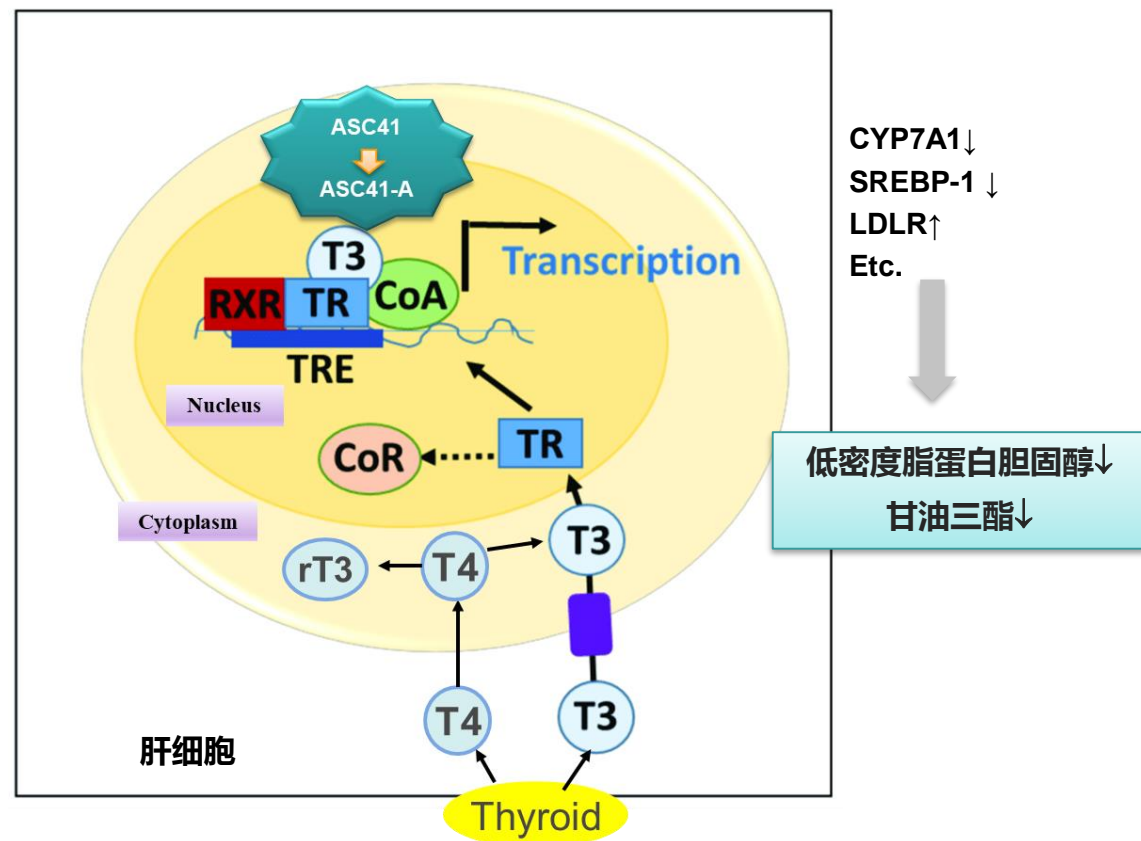 ASC41
ASC41-A
T3
RXR
TR
CoA
Transcription
TRE
Nucleus
CoR
TR
Cytoplasm
rT3
T4
T3
T4
T3
肝细胞
Thyroid
CYP7A1↓
SREBP-1 ↓
LDLR↑
Etc.
低密度脂蛋白胆固醇↓
甘油三酯↓